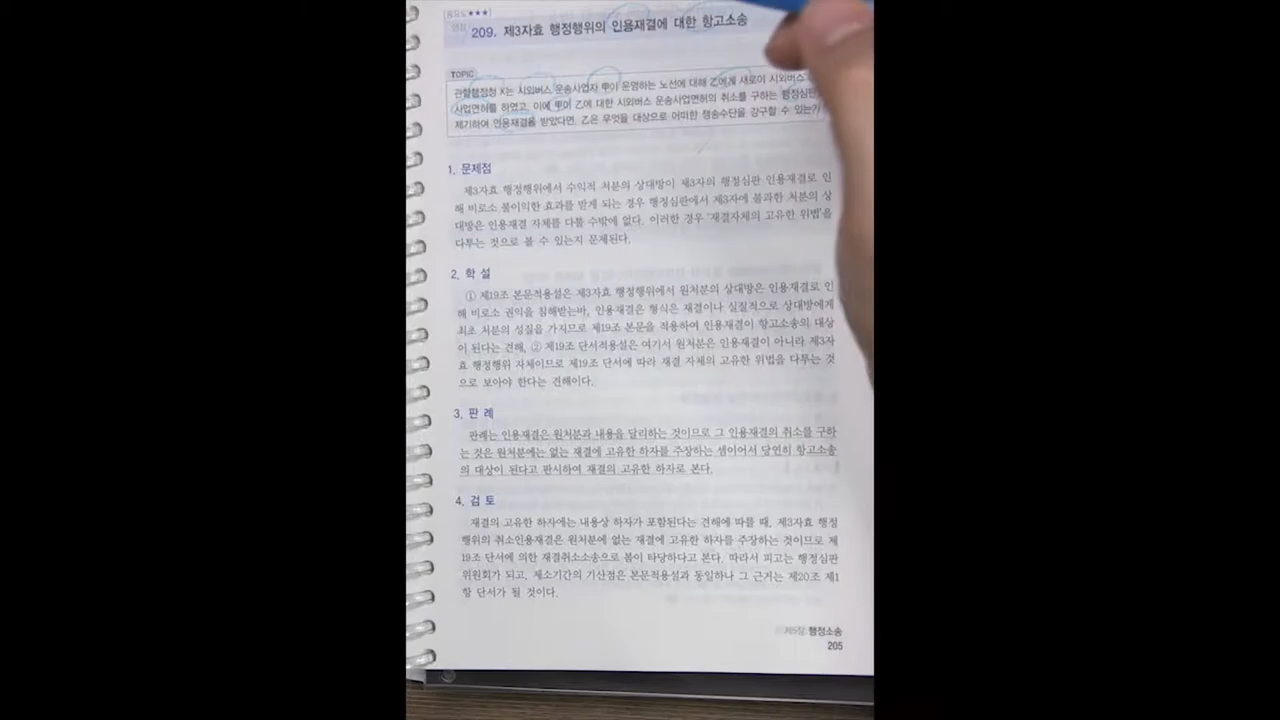 중요도 ★★★
쟁점 209. 제3자효 행정행위의 인용재결에 대한 항고소송
TOPIC
관할행정청 X는 시외버스 운송사업자 甲이 운영하는 노선에 대해 乙에게 새로이 시외버스
사업면허를 하였고, 이에 甲이 乙에 대한 시외버스 운송사업면허의 취소를 구하는 행정심판
제기하여 인용재결을 받았다면, 乙은 무엇을 대상으로 어떠한 쟁송수단을 강구할 수 있는가
1. 문제점
제3자효 행정행위에서 수익적 처분의 상대방이 제3자의 행정심판 인용재결로 인
해 비로소 불이익한 효과를 받게 되는 경우 행정심판에서 제3자에 불과한 처분의 상
대방은 인용재결 자체를 다툴 수밖에 없다. 이러한 경우 '재결자체의 고유한 위법'을
다투는 것으로 볼 수 있는지 문제된다.
2. 학 설
① 제19조 본문적용설은 제3자효 행정행위에서 원처분의 상대방은 인용재결로 인
해 비로소 권익을 침해받는바, 인용재결은 형식은 재결이나 실질적으로 상대방에게
최초 처분의 성질을 가지므로 제19조 본문을 적용하여 인용재결이 항고소송의 대상
이 된다는 견해, ② 제19조 단서적용설은 여기서 원처분은 인용재결이 아니라 제3자
효 행정행위 자체이므로 제19조 단서에 따라 재결 자체의 고유한 위법을 다투는 것
으로 보아야 한다는 견해이다.
3. 판 례
판례는 인용재결은 원처분과 내용을 달리하는 것이므로 그 인용재결의 취소를 구하
는 것은 원처분에는 없는 재결에 고유한 하자를 주장하는 셈이어서 당연히 항고소송
의 대상이 된다고 판시하여 재결의 고유한 하자로 본다.
4. 검 토
재결의 고유한 하자에는 내용상 하자가 포함된다는 견해에 따를 때, 제3자효 행정
행위의 취소인용재결은 원처분에 없는 재결에 고유한 하자를 주장하는 것이므로 제
19조 단서에 의한 재결취소소송으로 봄이 타당하다고 본다. 따라서 피고는 행정심판
위원회가 되고, 제소기간의 기산점은 본문적용설과 동일하나 그 근거는 제20조 제1
항 단서가 될 것이다.
제5장 행정소송
205